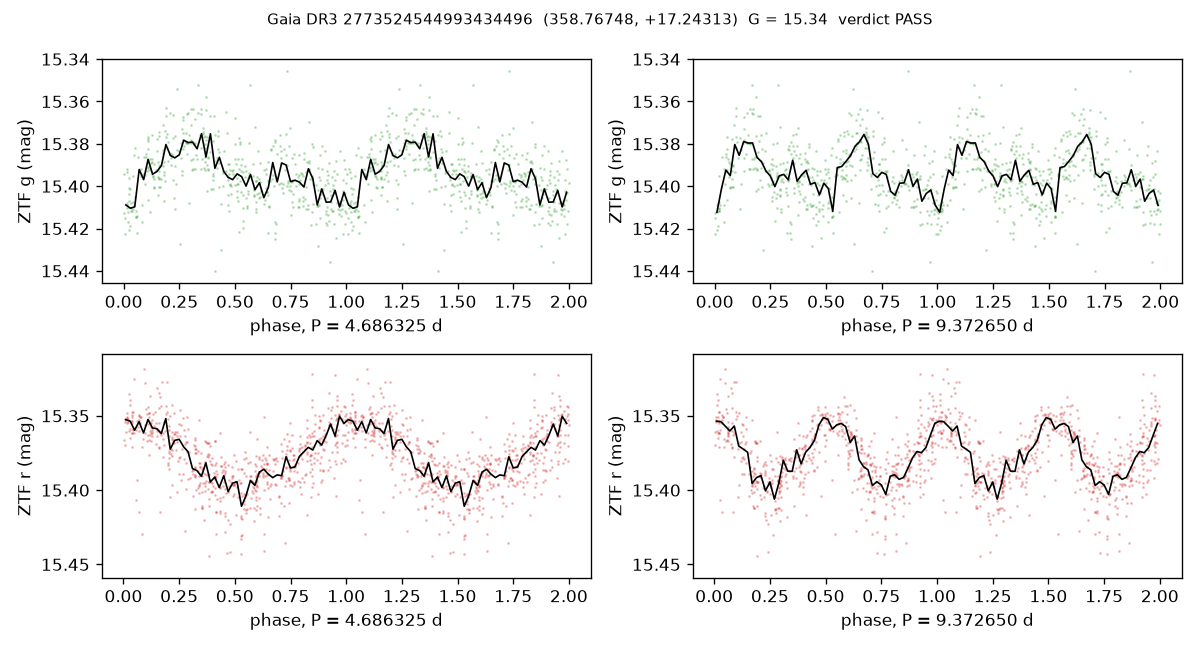 Gaia DR3 2773524544993434496 (358.76748, +17.24313) G = 15.34 verdict PASS
ZTF g (mag)
15.34
15.36
15.38
15.40
15.42
15.44
0.00 0.25 0.50 0.75 1.00 1.25 1.50 1.75 2.00
phase, P = 4.686325 d
ZTF g (mag)
15.34
15.36
15.38
15.40
15.42
15.44
0.00 0.25 0.50 0.75 1.00 1.25 1.50 1.75 2.00
phase, P = 9.372650 d
ZTF r (mag)
15.35
15.40
15.45
0.00 0.25 0.50 0.75 1.00 1.25 1.50 1.75 2.00
phase, P = 4.686325 d
ZTF r (mag)
15.35
15.40
15.45
0.00 0.25 0.50 0.75 1.00 1.25 1.50 1.75 2.00
phase, P = 9.372650 d